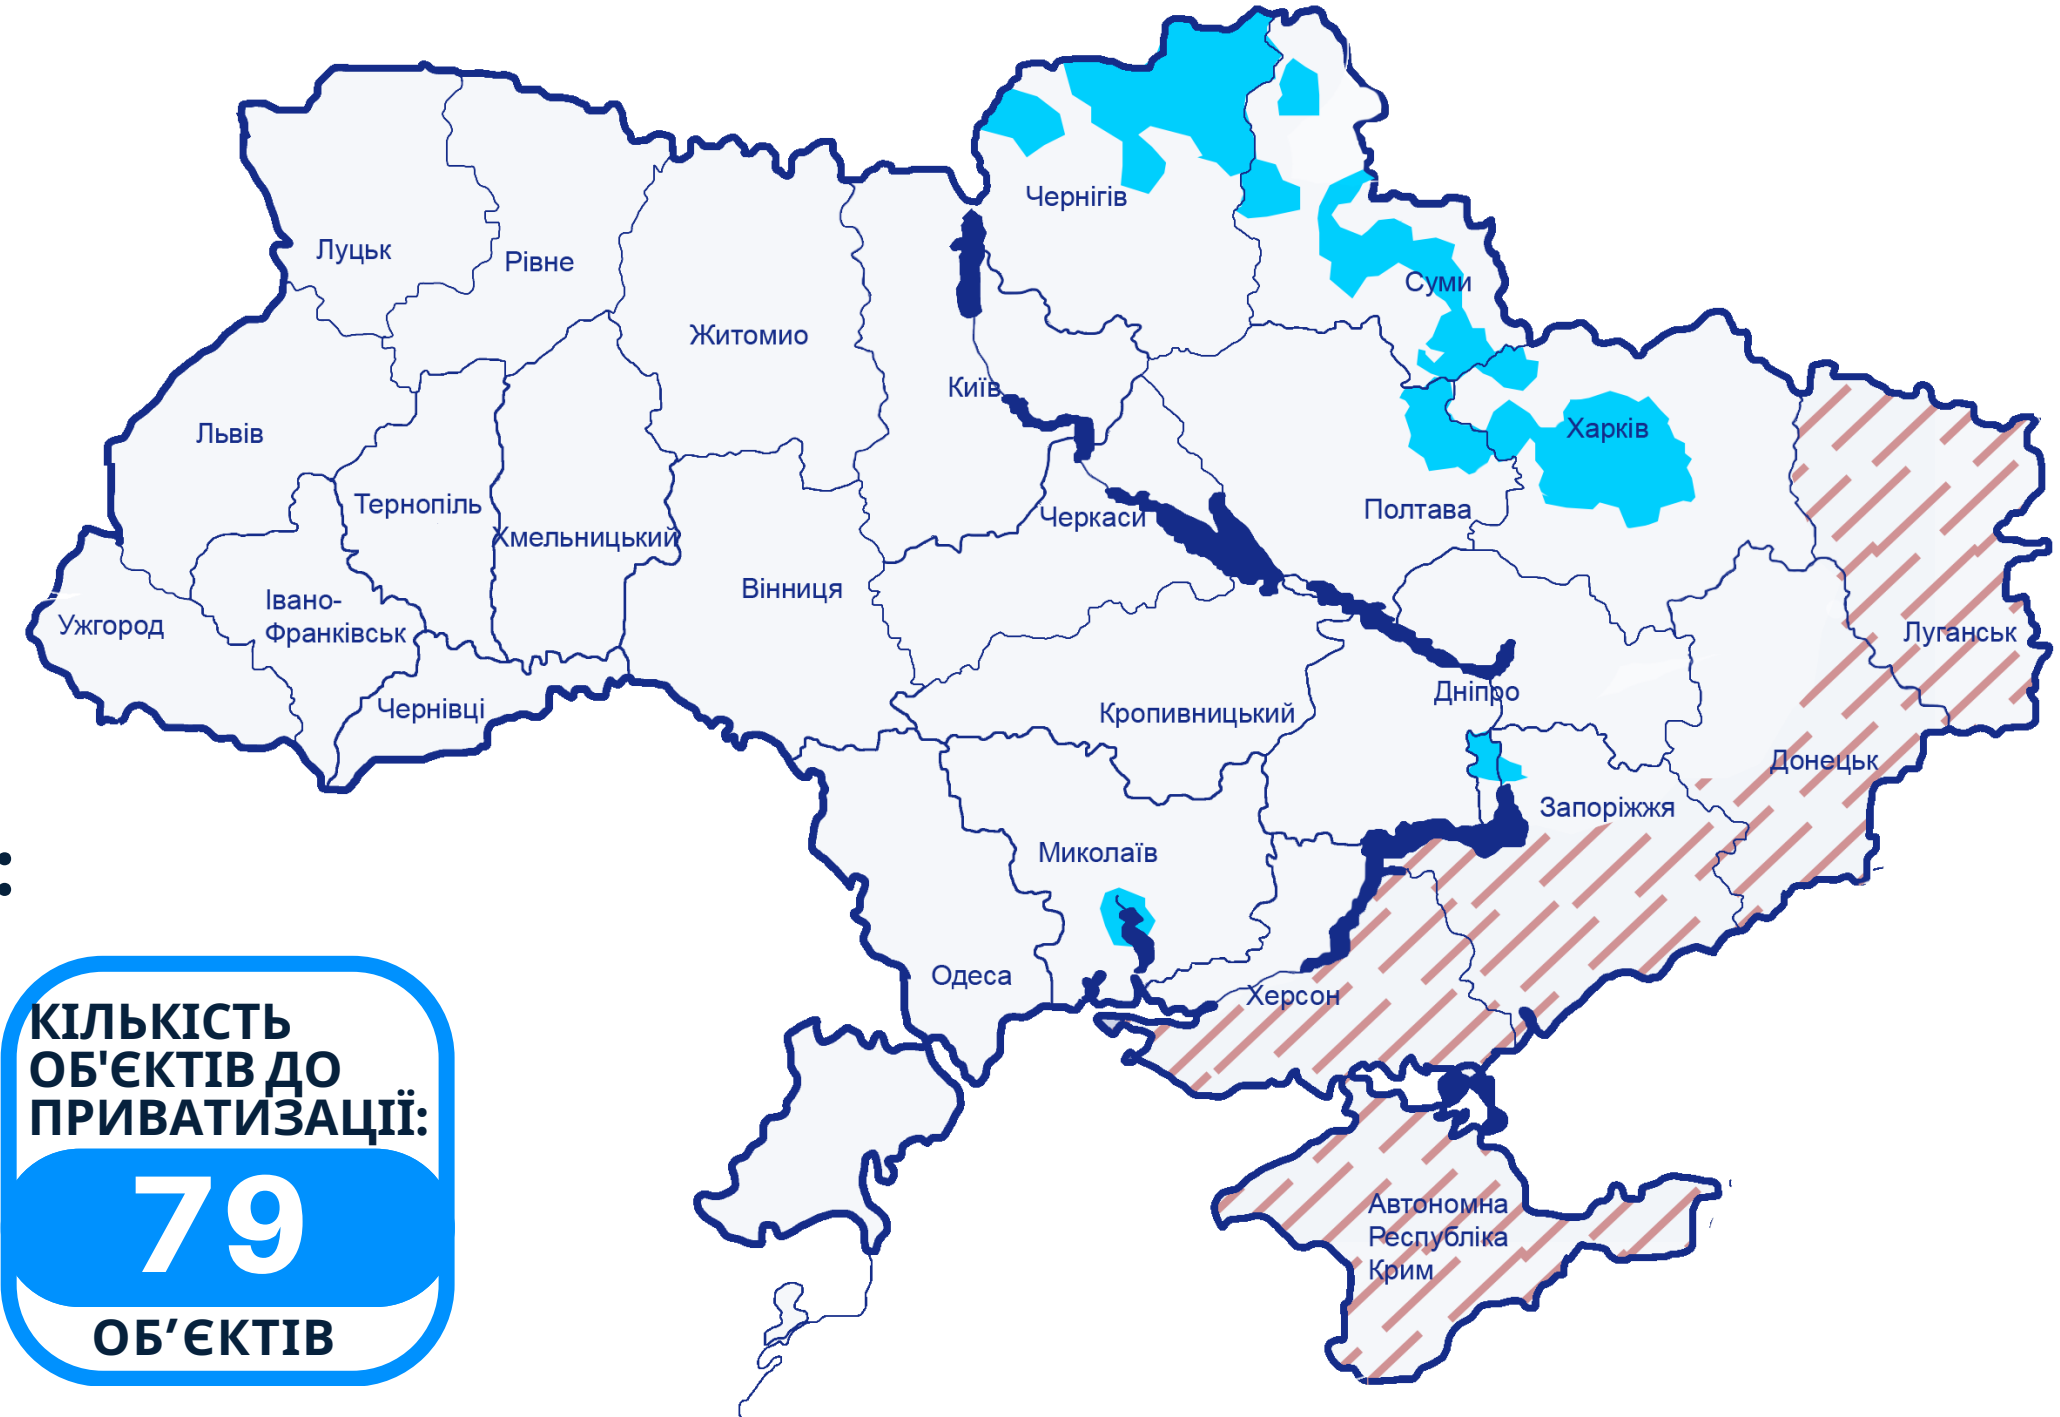 Чернігів
Луцьк
Рівне
Суми
Житомио
Київ
Львів
Харків
Тернопіль
Полтава
Черкаси
Хмельницький
Вінниця
Івано-
Франківськ
Ужгород
Луганськ
Дніпро
Чернівці
Кропивницький
Донецьк
Запоріжжя
Миколаїв
:
Одеса
Херсон
КІЛЬКІСТЬ
ОБ'ЄКТІВ ДО
ПРИВАТИЗАЦІЇ:
79
ОБ’ЄКТІВ
Автономна
Республіка
Крим